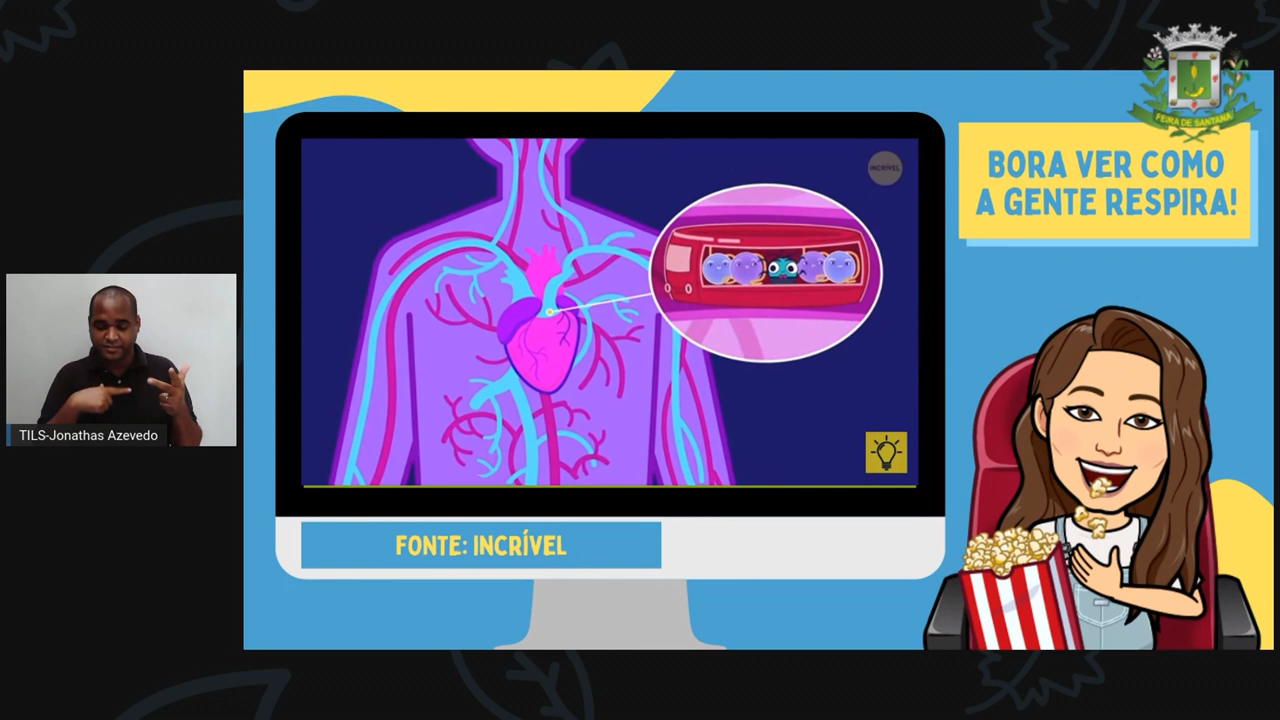 FEIRA DE SANTANA
BORA VER COMO
A GENTE RESPIRA!
INCRÍVEL
TILS-Jonathas Azevedo
FONTE: INCRÍVEL